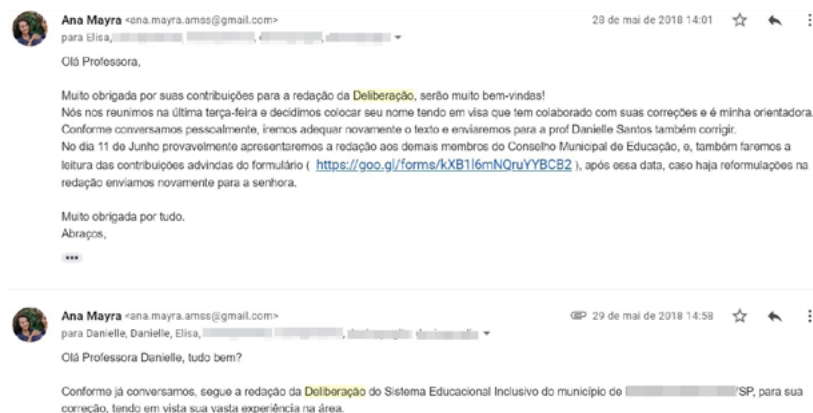 Ana Mayra <ana.mayra.amss@gmail.com> 28 de mai de 2018 14:01
para Elisa,
Olá Professora,
Muito obrigada por suas contribuições para a redação da Deliberação, serão muito bem-vindas!
Nós nos reunimos na última terça-feira e decidimos colocar seu nome tendo em visa que tem colaborado com suas correções e é minha orientadora.
Conforme conversamos pessoalmente, iremos adequar novamente o texto e enviaremos para a prof Danielle Santos também corrigir.
No dia 11 de Junho provavelmente apresentaremos a redação aos demais membros do Conselho Municipal de Educação, e, também faremos a
leitura das contribuições advindas do formulário ( https://goo.gl/forms/kXB1I6mNQruYYBCB2 ), após essa data, caso haja reformulações na
redação enviamos novamente para a senhora.
Muito obrigada por tudo.
Abraços,
Ana Mayra <ana.mayra.amss@gmail.com> 29 de mai de 2018 14:58
para Danielle, Danielle, Elisa,
Olá Professora Danielle, tudo bem?
Conforme já conversamos, segue a redação da Deliberação do Sistema Educacional Inclusivo do município de /SP, para sua
correção, tendo em vista sua vasta experiência na área.